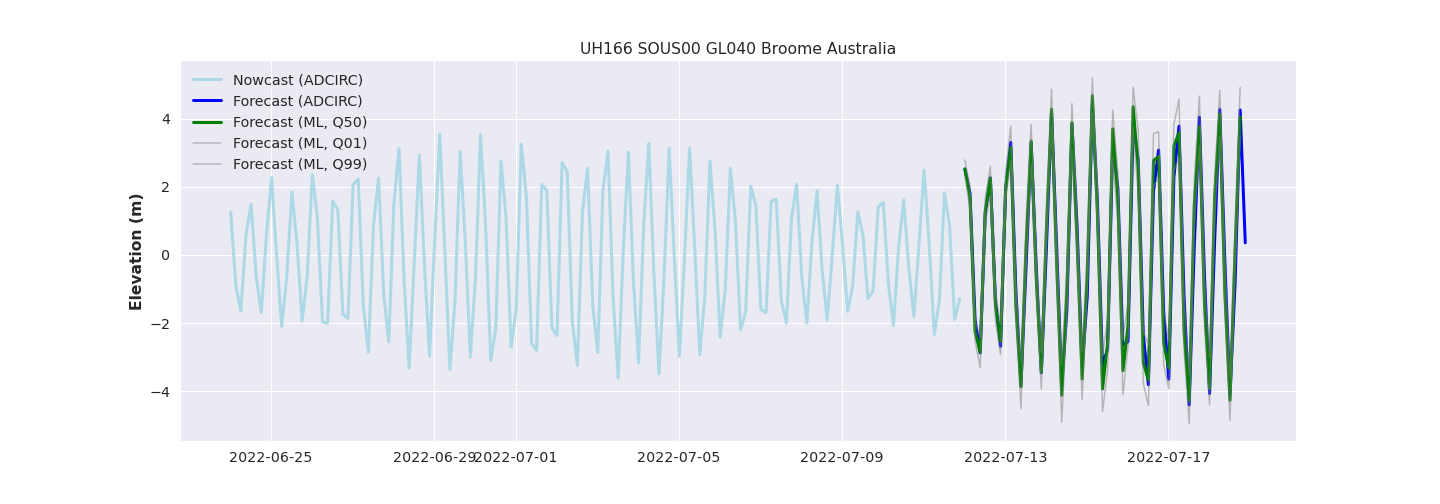 UH166 SOUS00 GL040 Broome Australia
Nowcast (ADCIRC)
Forecast (ADCIRC)
Forecast (ML, Q50)
Forecast (ML, Q01)
Forecast (ML, Q99)
Elevation (m)
4
2
0
−2
−4
2022-06-25
2022-06-29
2022-07-01
2022-07-05
2022-07-09
2022-07-13
2022-07-17